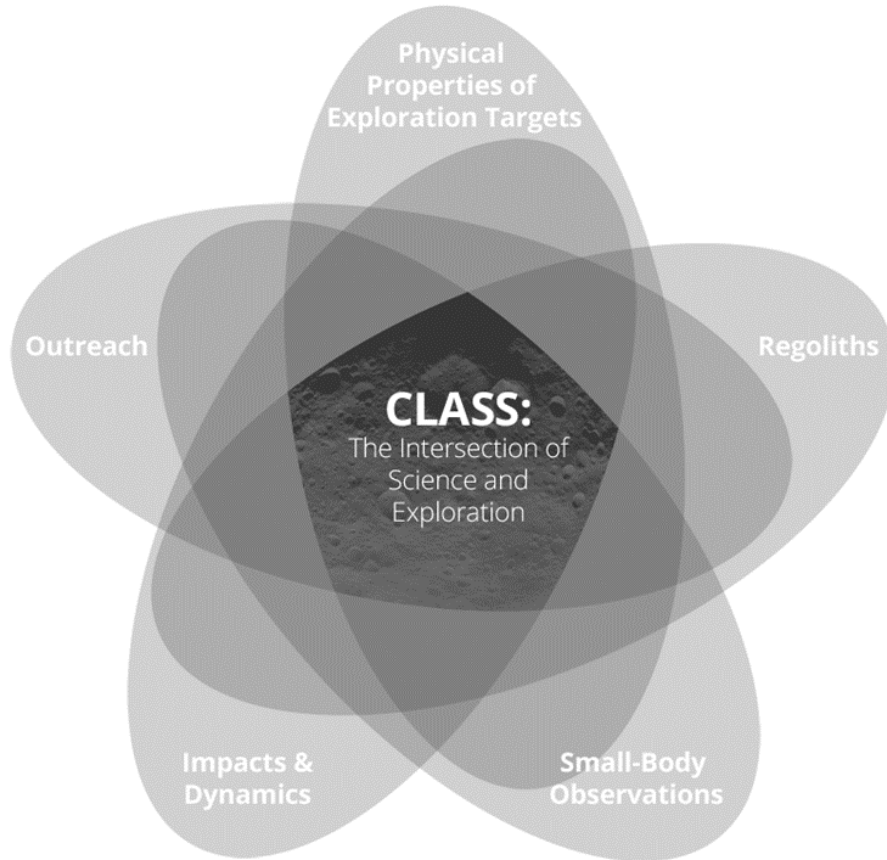 Physical
Properties of
Exploration Targets
Outreach
Regoliths
CLASS:
The Intersection of
Science and
Exploration
Impacts &
Dynamics
Small-Body
Observations